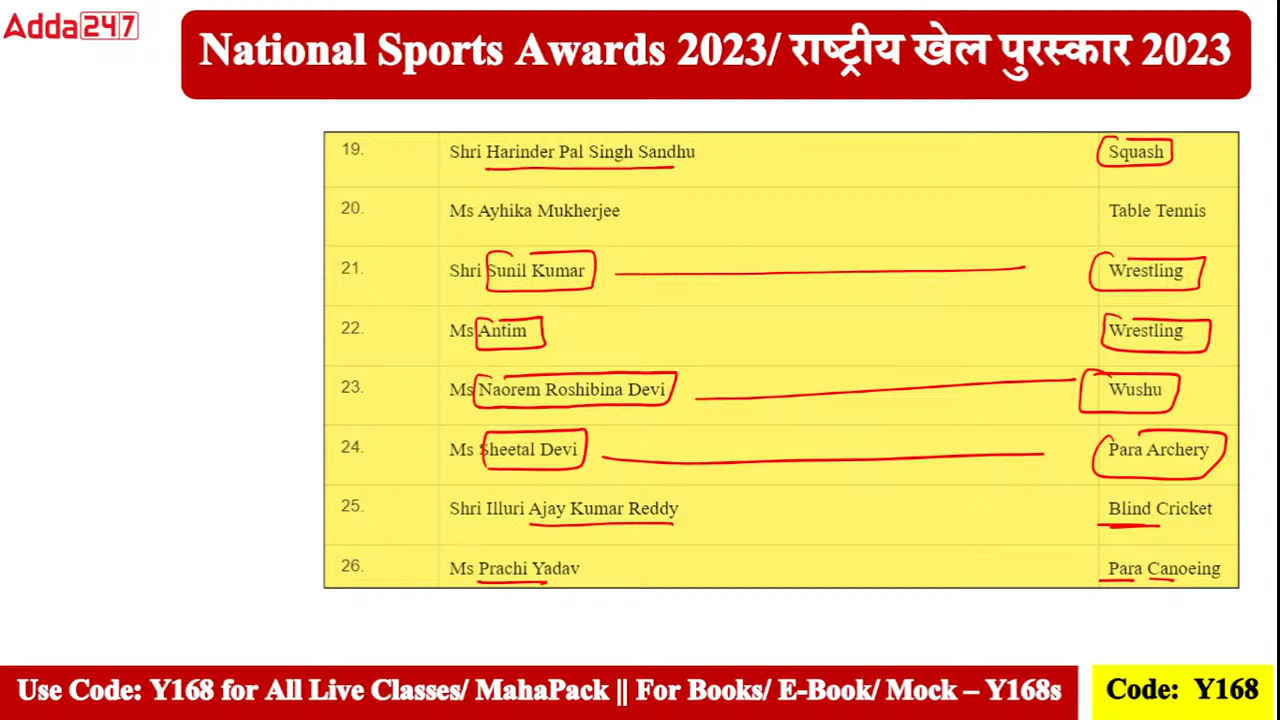 Adda247
National Sports Awards 2023/ राष्ट्रीय खेल पुरस्कार 2023
19. Shri Harinder Pal Singh Sandhu Squash
20. Ms Ayhika Mukherjee Table Tennis
21. Shri Sunil Kumar Wrestling
22. Ms Antim Wrestling
23. Ms Naorem Roshibina Devi Wushu
24. Ms Sheetal Devi Para Archery
25. Shri Illuri Ajay Kumar Reddy Blind Cricket
26. Ms Prachi Yadav Para Canoeing
Use Code: Y168 for All Live Classes/ MahaPack || For Books/ E-Book/ Mock – Y168s
Code: Y168